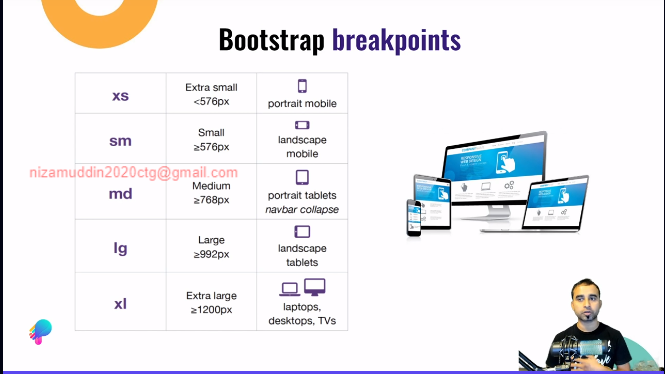 Bootstrap breakpoints
xs
Extra small
<576px
portrait mobile
sm
Small
≥576px
landscape
mobile
nizamuddin2020ctg@gmail.com
md
Medium
≥768px
portrait tablets
navbar collapse
lg
Large
≥992px
landscape
tablets
xl
Extra large
≥1200px
laptops,
desktops, TVs